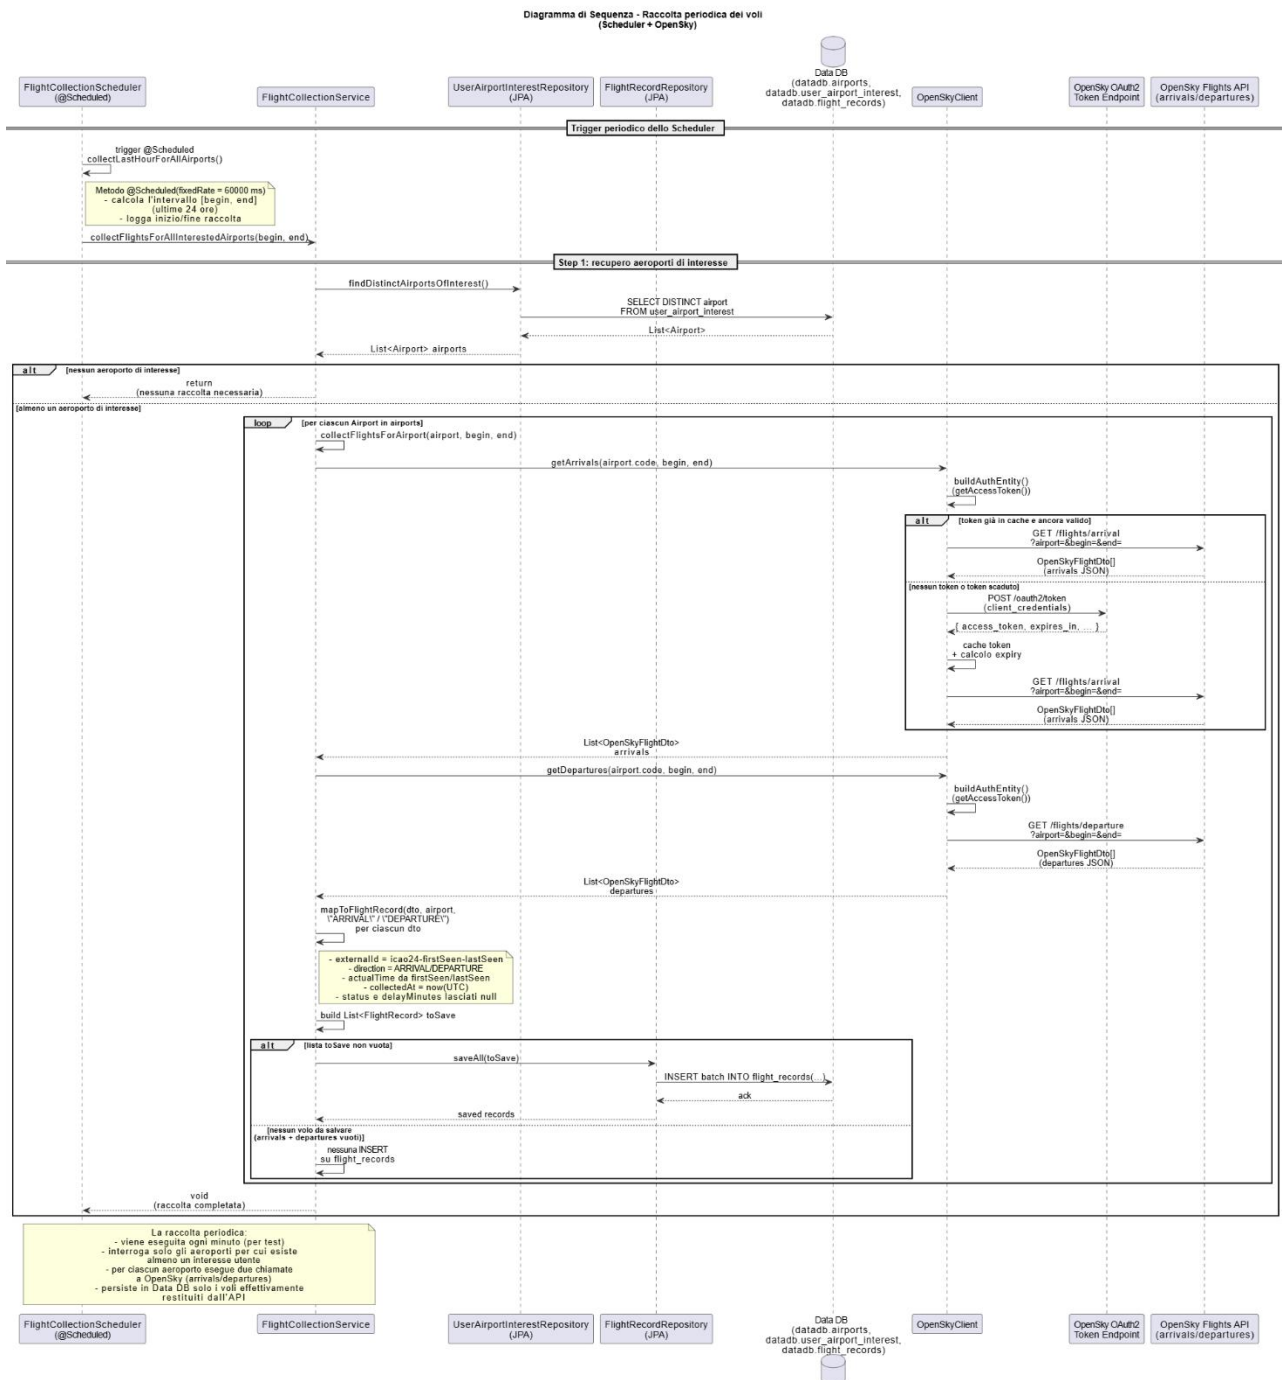 Diagramma di Sequenza - Raccolta periodica dei voli
(Scheduler + OpenSky)
FlightCollectionScheduler
(@Scheduled)
FlightCollectionService
UserAirportInterestRepository
(JPA)
FlightRecordRepository
(JPA)
Data DB
(datadb.airports,
datadb.user_airport_interest,
datadb.flight_records)
OpenSkyClient
OpenSky OAuth2
Token Endpoint
OpenSky Flights API
(arrivals/departures)
Trigger periodico dello Scheduler
trigger @Scheduled
collectLastHourForAllAirports()
Metodo @Scheduled(fixedRate = 60000 ms)
- calcola l'intervallo [begin, end]
(ultime 24 ore)
- logga inizio/fine raccolta
collectFlightsForAllInterestedAirports(begin, end)
Step 1: recupero aeroporti di interesse
findDistinctAirportsOfInterest()
SELECT DISTINCT airport
FROM user_airport_interest
List<Airport>
List<Airport> airports
alt
[nessun aeroporto di interesse]
return
(nessuna raccolta necessaria)
[almeno un aeroporto di interesse]
loop
[per ciascun Airport in airports]
collectFlightsForAirport(airport, begin, end)
getArrivals(airport.code, begin, end)
buildAuthEntity()
(getAccessToken())
alt
[token già in cache e ancora valido]
GET /flights/arrival
?airport=&begin=&end=
OpenSkyFlightDto[]
(arrivals JSON)
[nessun token o token scaduto]
POST /oauth2/token
(client_credentials)
{ access_token, expires_in, ... }
cache token
+ calcolo expiry
GET /flights/arrival
?airport=&begin=&end=
OpenSkyFlightDto[]
(arrivals JSON)
List<OpenSkyFlightDto>
arrivals
getDepartures(airport.code, begin, end)
buildAuthEntity()
(getAccessToken())
GET /flights/departure
?airport=&begin=&end=
OpenSkyFlightDto[]
(departures JSON)
List<OpenSkyFlightDto>
departures
mapToFlightRecord(dto, airport,
\"ARRIVAL\" / \"DEPARTURE\")
per ciascun dto
- externalId = icao24-firstSeen-lastSeen
- direction = ARRIVAL/DEPARTURE
- actualTime da firstSeen/lastSeen
- collectedAt = now(UTC)
- status e delayMinutes lasciati null
build List<FlightRecord> toSave
alt
[lista toSave non vuota]
saveAll(toSave)
INSERT batch INTO flight_records(...)
ack
saved records
[nessun volo da salvare
(arrivals + departures vuoti)]
nessuna INSERT
su flight_records
void
(raccolta completata)
La raccolta periodica:
- viene eseguita ogni minuto (per test)
- interroga solo gli aeroporti per cui esiste
almeno un interesse utente
- per ciascun aeroporto esegue due chiamate
a OpenSky (arrivals/departures)
- persiste in Data DB solo i voli effettivamente
restituiti dall'API
FlightCollectionScheduler
(@Scheduled)
FlightCollectionService
UserAirportInterestRepository
(JPA)
FlightRecordRepository
(JPA)
Data DB
(datadb.airports,
datadb.user_airport_interest,
datadb.flight_records)
OpenSkyClient
OpenSky OAuth2
Token Endpoint
OpenSky Flights API
(arrivals/departures)